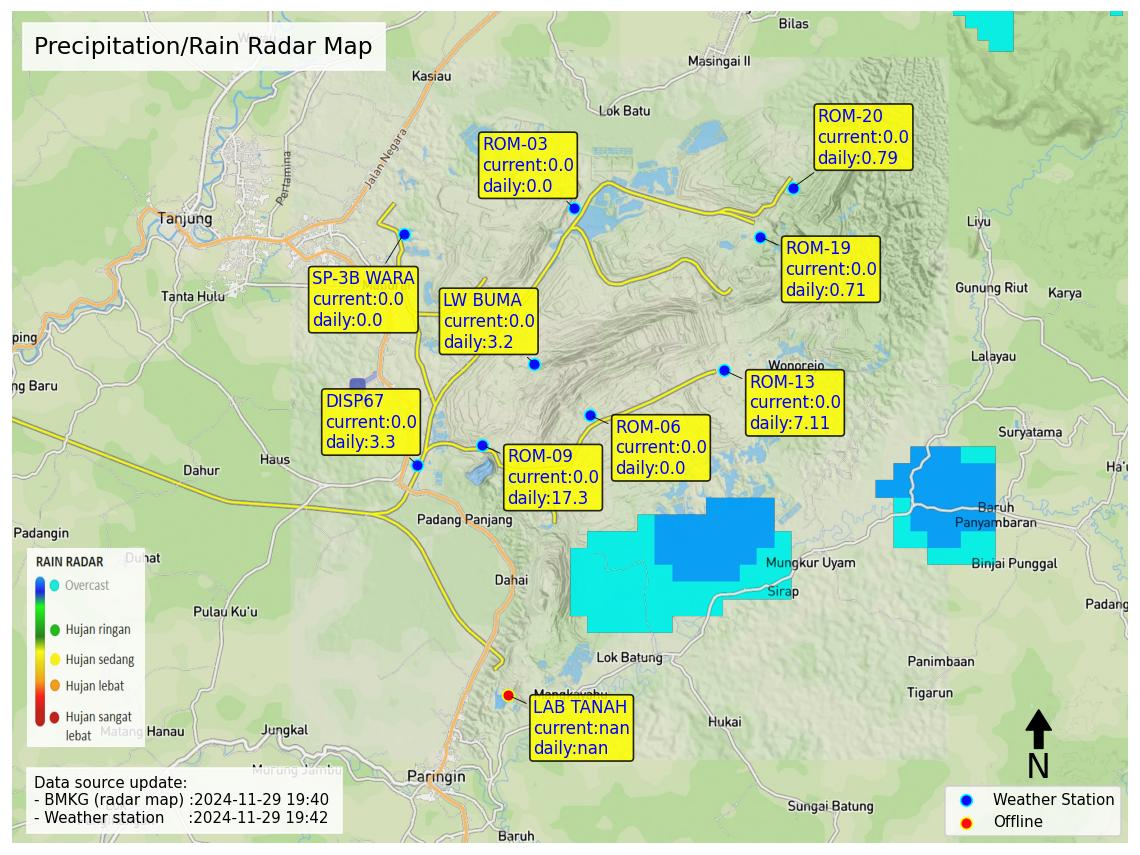 Precipitation/Rain Radar Map
Bilas
Masingai II
Kasiau
Lok Batu
Jalan Negara
Pertamina
ROM-20
current:0.0
daily:0.79
ROM-03
current:0.0
daily:0.0
Tanjung
Liyu
ROM-19
current:0.0
daily:0.71
SP-3B WARA
current:0.0
daily:0.0
LW BUMA
current:0.0
daily:3.2
Tanta Hulu
Gunung Riut
Karya
ping
Lalayau
Wonorejo
ng Baru
ROM-13
current:0.0
daily:7.11
DISP67
current:0.0
daily:3.3
ROM-06
current:0.0
daily:0.0
Suryatama
Haus
Dahur
ROM-09
current:0.0
daily:17.3
Ha'u
Baruh
Panyambaran
Padang Panjang
Padangin
Duhat
Mungkur Uyam
Binjai Punggal
Dahai
Sirap
Padang
Pulau Ku'u
RAIN RADAR
Overcast
Hujan ringan
Hujan sedang
Hujan lebat
Hujan sangat
lebat
Lok Batung
Panimbaan
Tigarun
Mangkayahu
LAB TANAH
current:nan
daily:nan
Hukai
Matang Hanau
Jungkal
Murung Jambu
Paringin
Sungai Batung
Baruh
N
Data source update:
- BMKG (radar map) :2024-11-29 19:40
- Weather station :2024-11-29 19:42
Weather Station
Offline